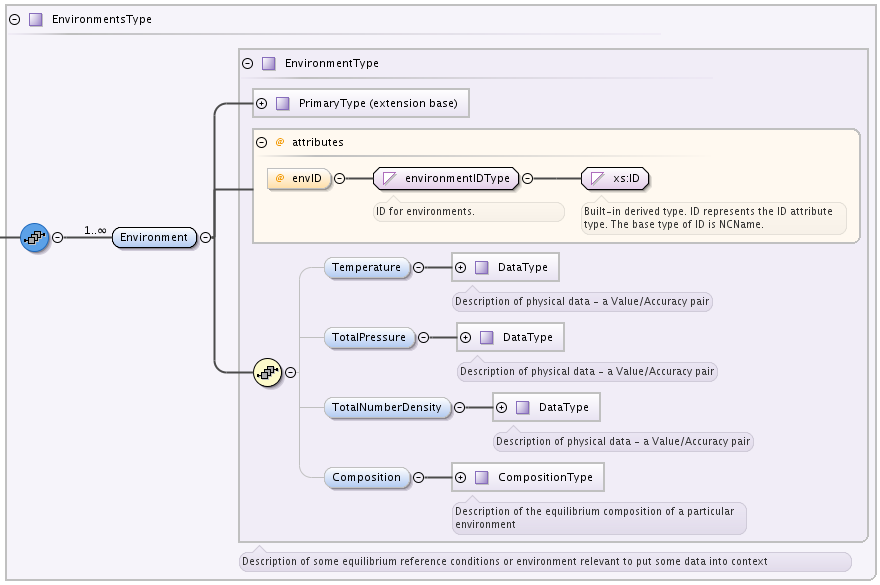 EnvironmentsType
EnvironmentType
PrimaryType (extension base)
@ attributes
@ envID
environmentIDType
xs:ID
ID for environments.
Built-in derived type. ID represents the ID attribute
type. The base type of ID is NCName.
1..∞
Environment
Temperature
DataType
Description of physical data - a Value/Accuracy pair
TotalPressure
DataType
Description of physical data - a Value/Accuracy pair
TotalNumberDensity
DataType
Description of physical data - a Value/Accuracy pair
Composition
CompositionType
Description of the equilibrium composition of a particular
environment
Description of some equilibrium reference conditions or environment relevant to put some data into context